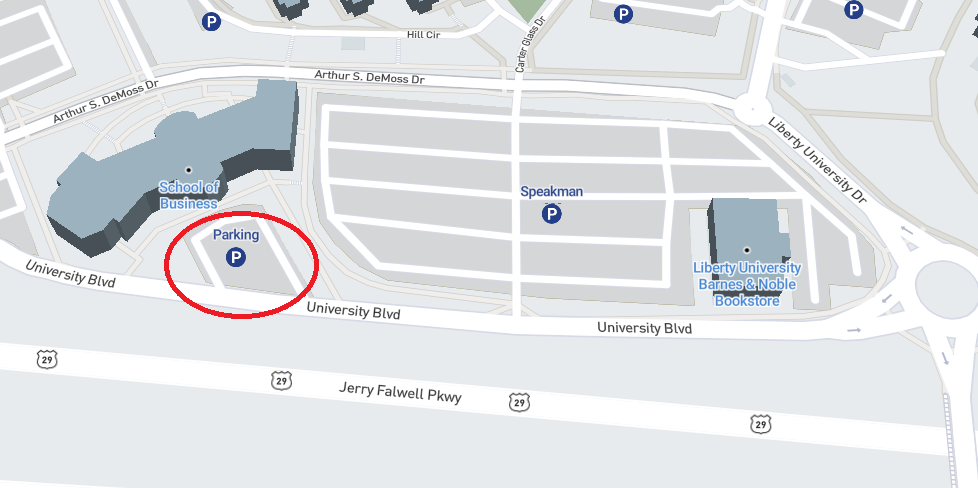 P
P
P
Hill Cir
Carter Glass Dr
Arthur S. DeMoss Dr
Arthur S. DeMoss Dr
Liberty University Dr
School of
Business
Speakman
P
Parking
P
Liberty University
Barnes & Noble
Bookstore
University Blvd
University Blvd
University Blvd
29
29
Jerry Falwell Pkwy
29
29